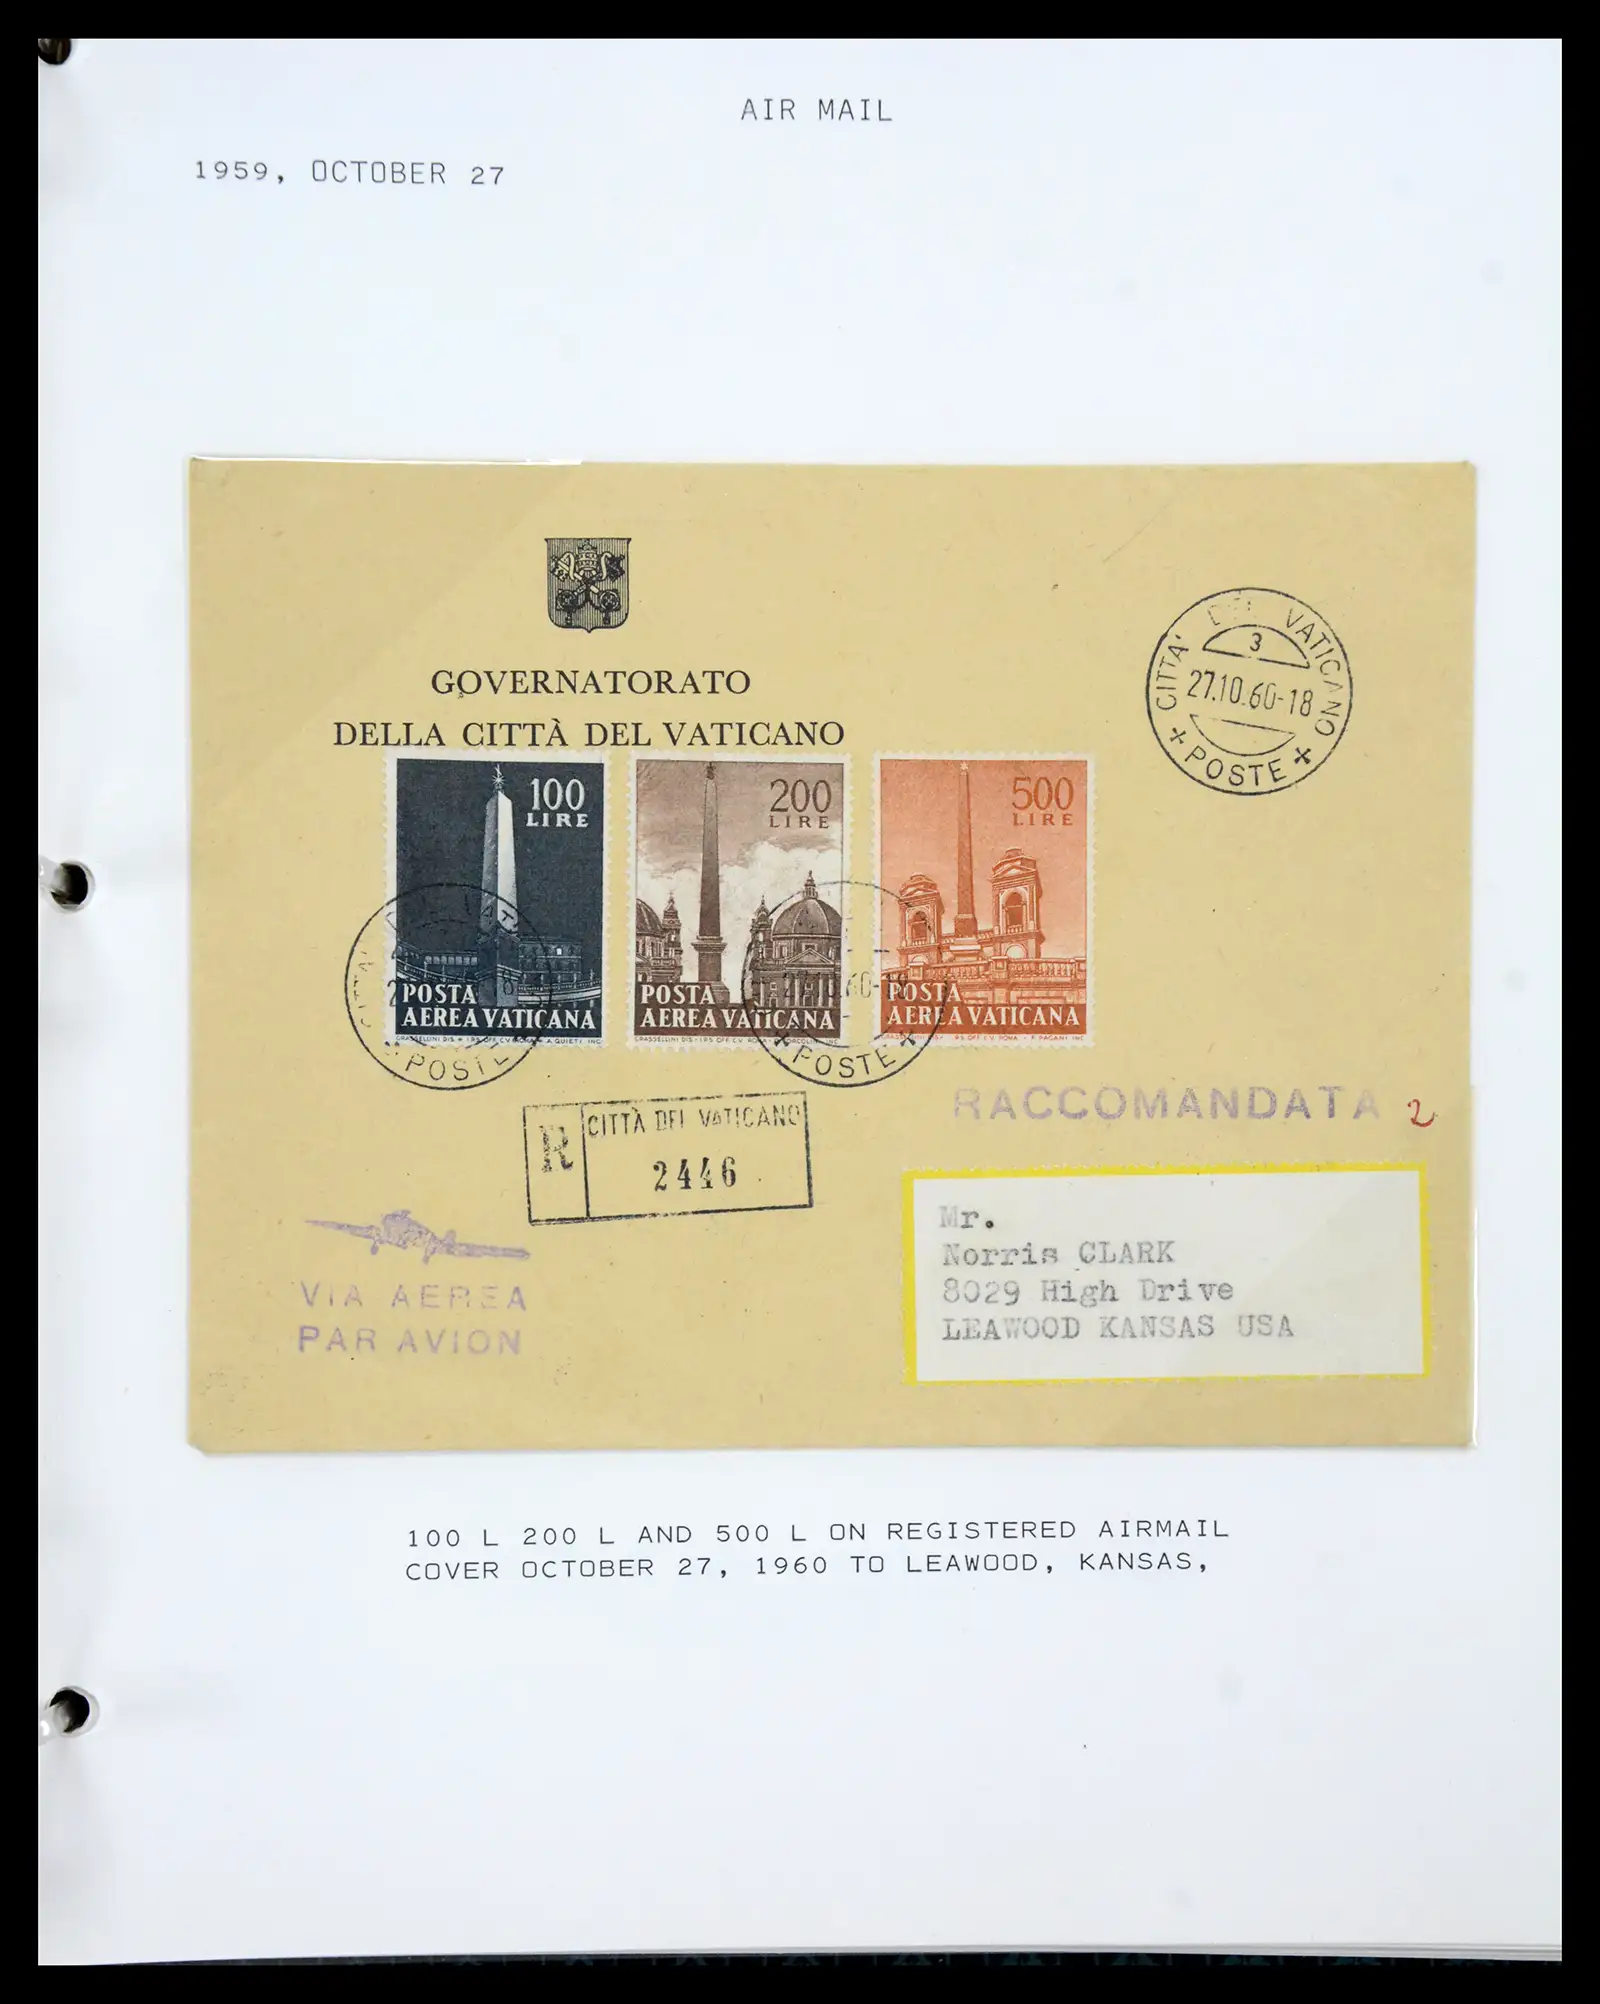 AIR MAIL
1959, OCTOBER 27
GOVERNATORATO
DELLA CITTÀ DEL VATICANO
CITTA' DEL VATICANO
3
27.10.60-18
POSTE
100
LIRE
POSTA
AEREA VATICANA
200
LIRE
POSTA
AEREA VATICANA
500
LIRE
POSTA
AEREA VATICANA
POSTE
POSTE
RACCOMANDATA 2
R
CITTÀ DEL VATICANO
2446
VIA AEREA
PAR AVION
Mr.
Norris CLARK
8029 High Drive
LEAWOOD KANSAS USA
100 L 200 L AND 500 L ON REGISTERED AIRMAIL
COVER OCTOBER 27, 1960 TO LEAWOOD, KANSAS,